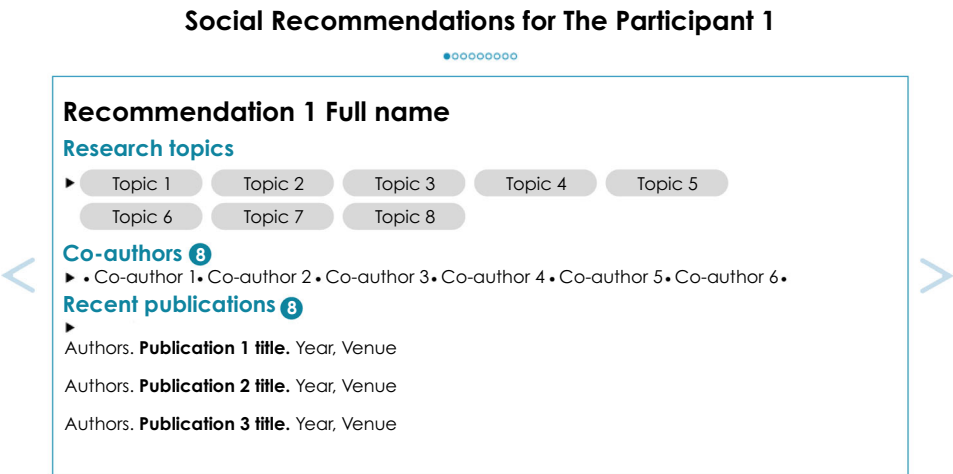 Social Recommendations for The Participant 1
Recommendation 1 Full name
Research topics
Topic 1 Topic 2 Topic 3 Topic 4 Topic 5
Topic 6 Topic 7 Topic 8
Co-authors 8
• Co-author 1• Co-author 2 • Co-author 3• Co-author 4 • Co-author 5• Co-author 6•
Recent publications 8
Authors. Publication 1 title. Year, Venue
Authors. Publication 2 title. Year, Venue
Authors. Publication 3 title. Year, Venue